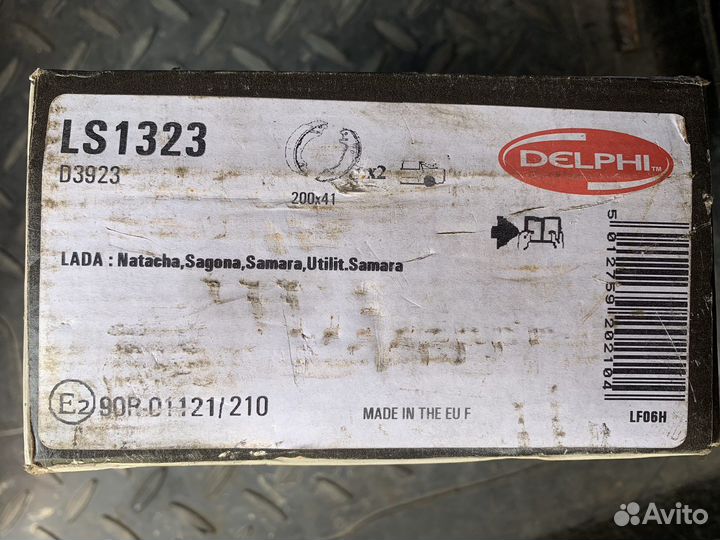 LS1323
D3923
x2
200x41
DELPHI™
LADA : Natacha,Sagona,Samara,Utilit.Samara
5 012759 202104
E2 90R-01121/210
MADE IN THE EU F
LF06H
Avito